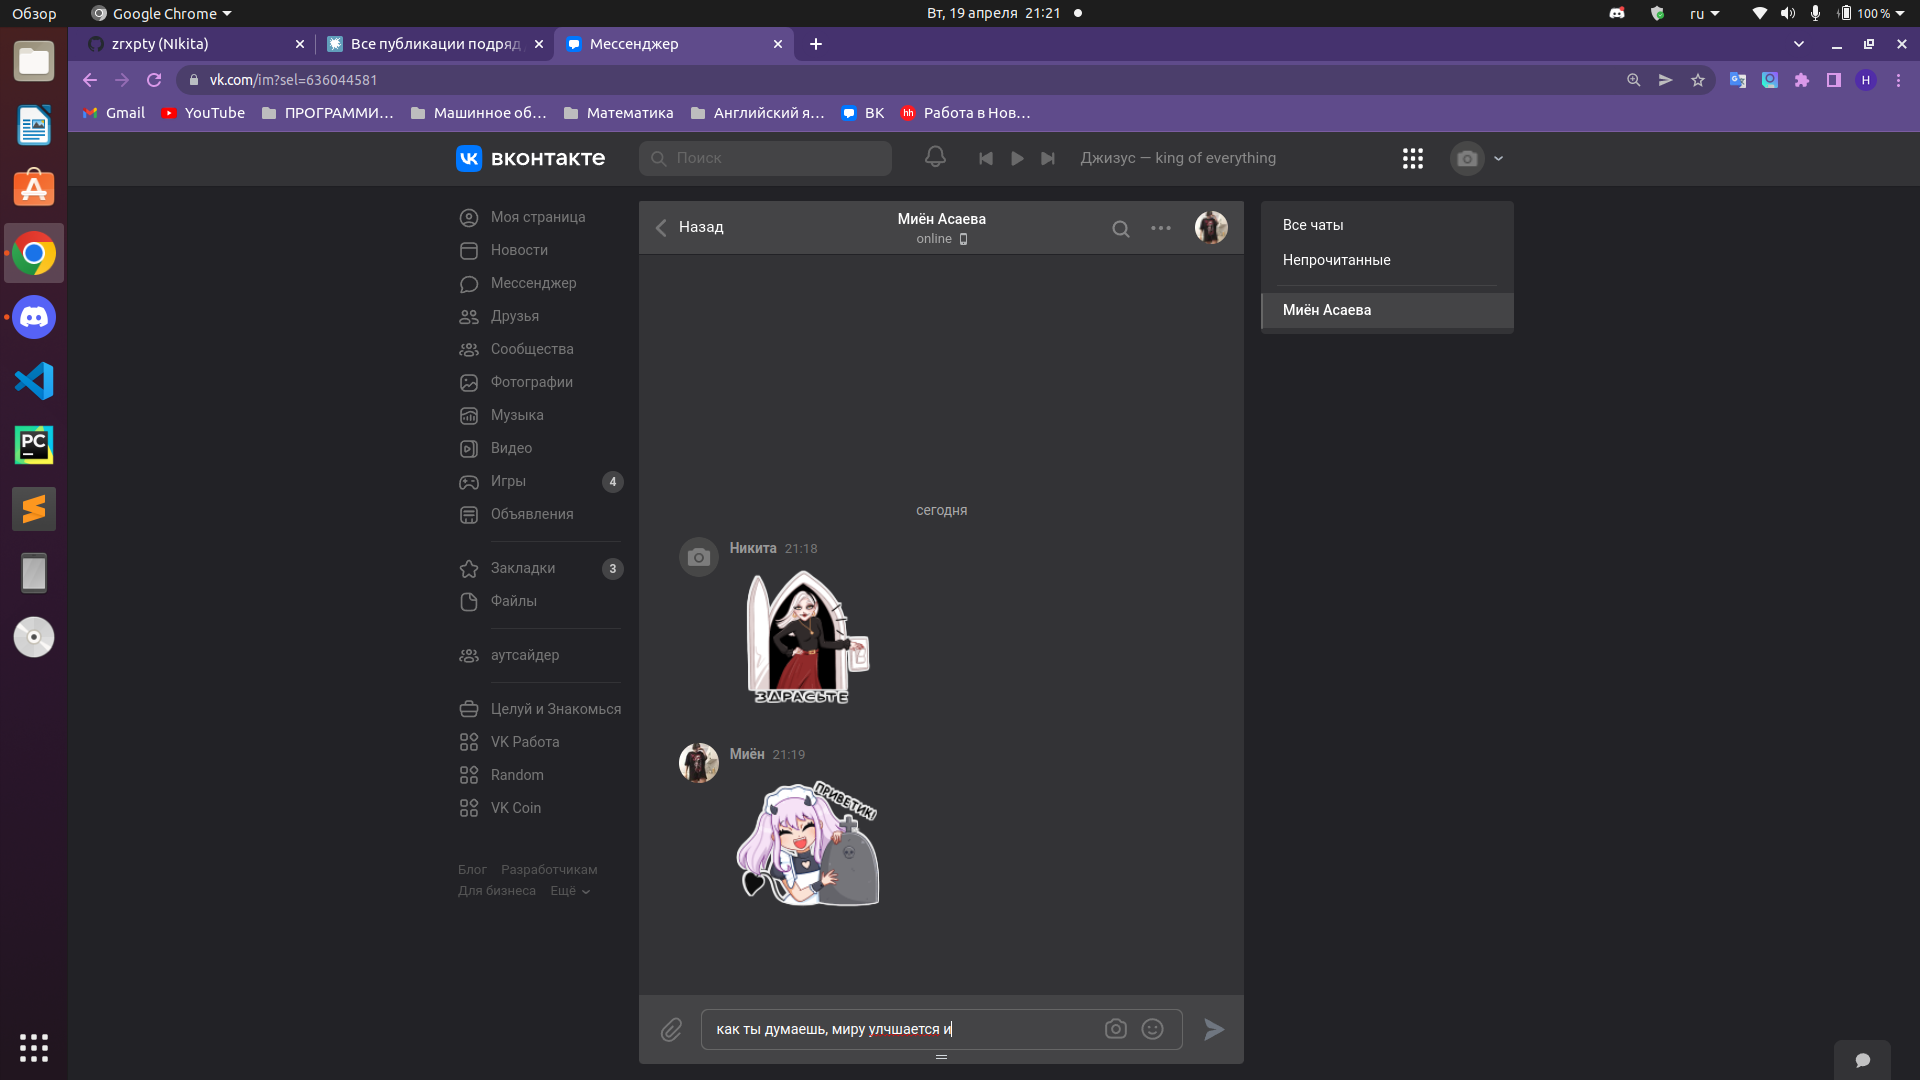 Обзор
Google Chrome
Вт, 19 апреля 21:21
ru
100 %
zrxpty (NIkita)
Все публикации подряд
Мессенджер
vk.com/im?sel=636044581
Gmail
YouTube
ПРОГРАММИ...
Машинное об...
Математика
Английский я...
ВК
hh
Работа в Нов...
H
вконтакте
Поиск
Джизус — king of everything
Моя страница
Новости
Мессенджер
Друзья
Сообщества
Фотографии
Музыка
Видео
Игры
4
Объявления
Закладки
3
Файлы
аутсайдер
Целуй и Знакомься
VK Работа
Random
VK Coin
Блог Разработчикам
Для бизнеса Ещё
Назад
Миён Асаева
online
сегодня
Никита 21:18
ЗДРАСЬТЕ
Миён 21:19
ПРИВЕТИК!
как ты думаешь, миру улчшается и
Все чаты
Непрочитанные
Миён Асаева
PC